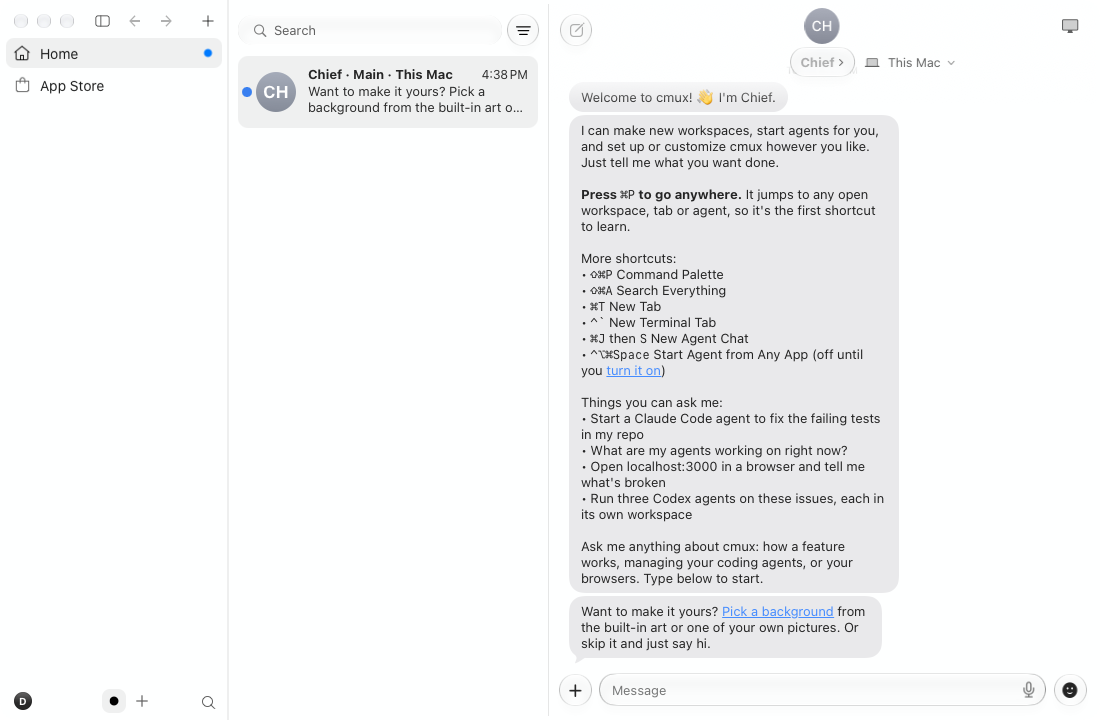 Home
App Store
D
Search
CH
Chief · Main · This Mac 4:38 PM
Want to make it yours? Pick a
background from the built-in art o...
CH
Chief
This Mac
Welcome to cmux! 👋 I'm Chief.
I can make new workspaces, start agents for you,
and set up or customize cmux however you like.
Just tell me what you want done.
Press ⌘P to go anywhere. It jumps to any open
workspace, tab or agent, so it's the first shortcut
to learn.
More shortcuts:
• ⇧⌘P Command Palette
• ⇧⌘A Search Everything
• ⌘T New Tab
• ^` New Terminal Tab
• ⌘J then S New Agent Chat
• ^⌥⌘Space Start Agent from Any App (off until
you turn it on)
Things you can ask me:
• Start a Claude Code agent to fix the failing tests
in my repo
• What are my agents working on right now?
• Open localhost:3000 in a browser and tell me
what's broken
• Run three Codex agents on these issues, each in
its own workspace
Ask me anything about cmux: how a feature
works, managing your coding agents, or your
browsers. Type below to start.
Want to make it yours? Pick a background from
the built-in art or one of your own pictures. Or
skip it and just say hi.
Message